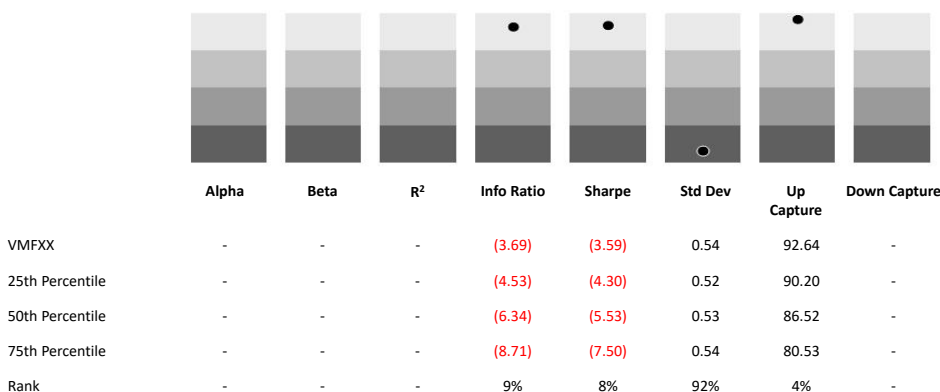 Alpha Beta R² Info Ratio Sharpe Std Dev Up Capture Down Capture
VMFXX - - - (3.69) (3.59) 0.54 92.64 -
25th Percentile - - - (4.53) (4.30) 0.52 90.20 -
50th Percentile - - - (6.34) (5.53) 0.53 86.52 -
75th Percentile - - - (8.71) (7.50) 0.54 80.53 -
Rank - - - 9% 8% 92% 4% -